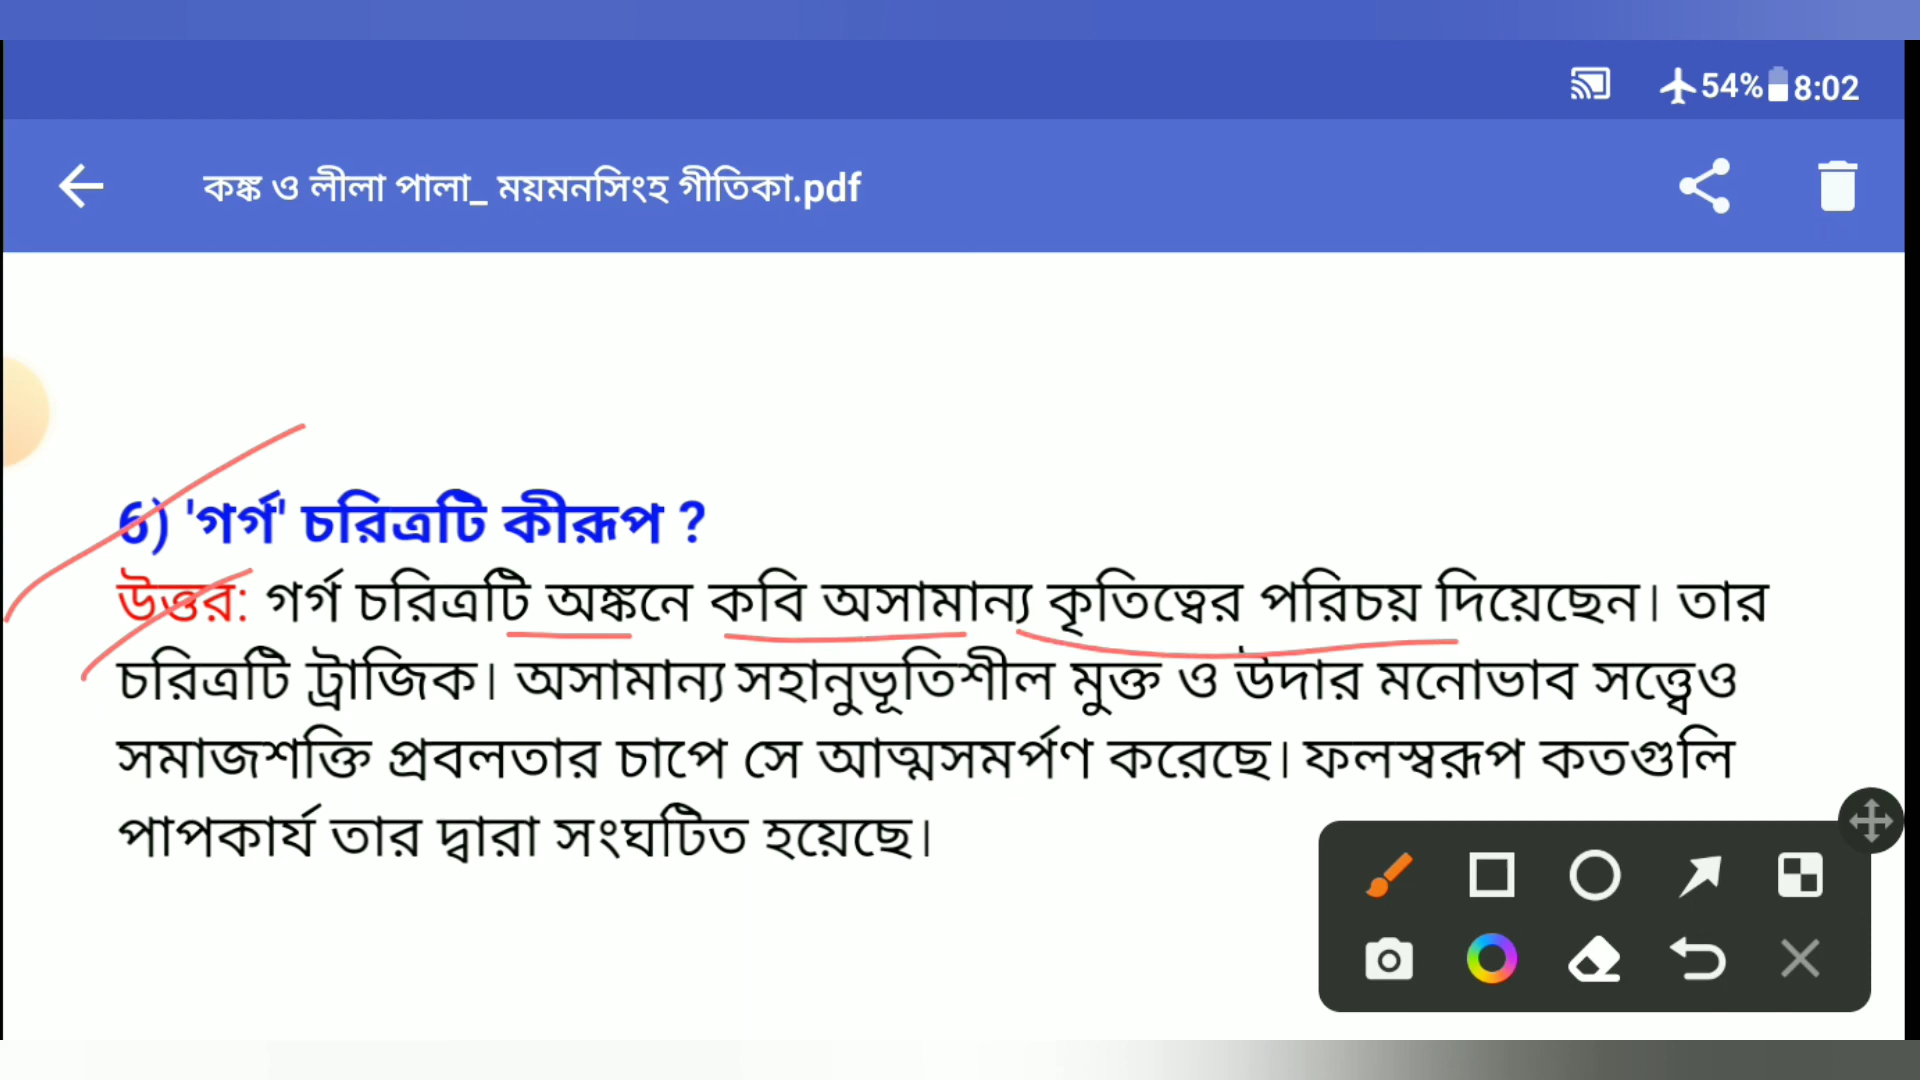 54% 8:02
কঙ্ক ও লীলা পালা_ ময়মনসিংহ গীতিকা.pdf
6) 'গর্গ' চরিত্রটি কীরূপ ?
উত্তর: গর্গ চরিত্রটি অঙ্কনে কবি অসামান্য কৃতিত্বের পরিচয় দিয়েছেন। তার
চরিত্রটি ট্রাজিক। অসামান্য সহানুভূতিশীল মুক্ত ও উদার মনোভাব সত্ত্বেও
সমাজশক্তি প্রবলতার চাপে সে আত্মসমর্পণ করেছে। ফলস্বরূপ কতগুলি
পাপকার্য তার দ্বারা সংঘটিত হয়েছে।